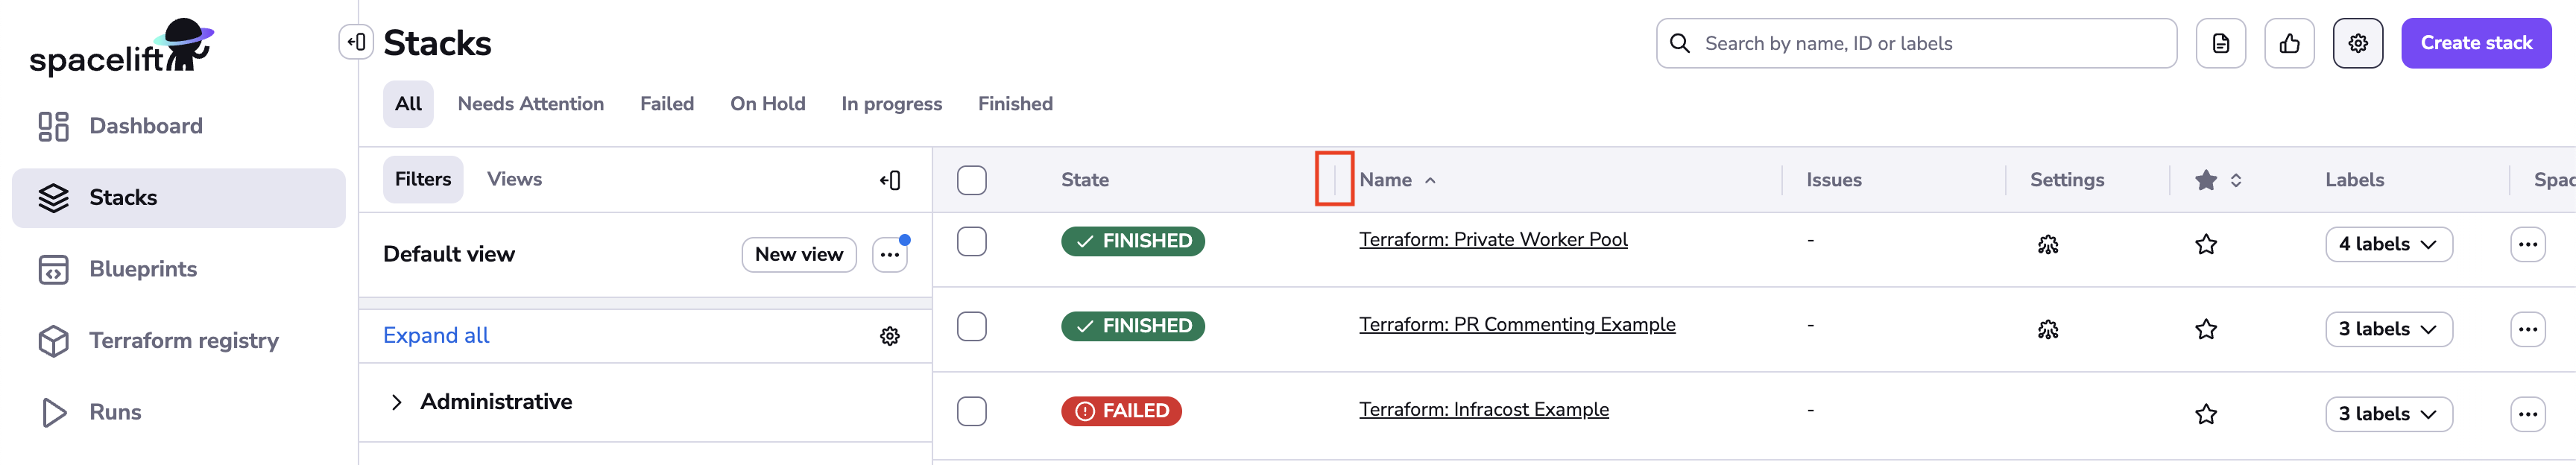 spacelift
Dashboard
Stacks
Blueprints
Terraform registry
Runs
Stacks
Search by name, ID or labels
Create stack
All Needs Attention Failed On Hold In progress Finished
Filters Views
Default view New view
Expand all
Administrative
State Name Issues Settings Labels Spac
FINISHED Terraform: Private Worker Pool - 4 labels
FINISHED Terraform: PR Commenting Example - 3 labels
FAILED Terraform: Infracost Example - 3 labels